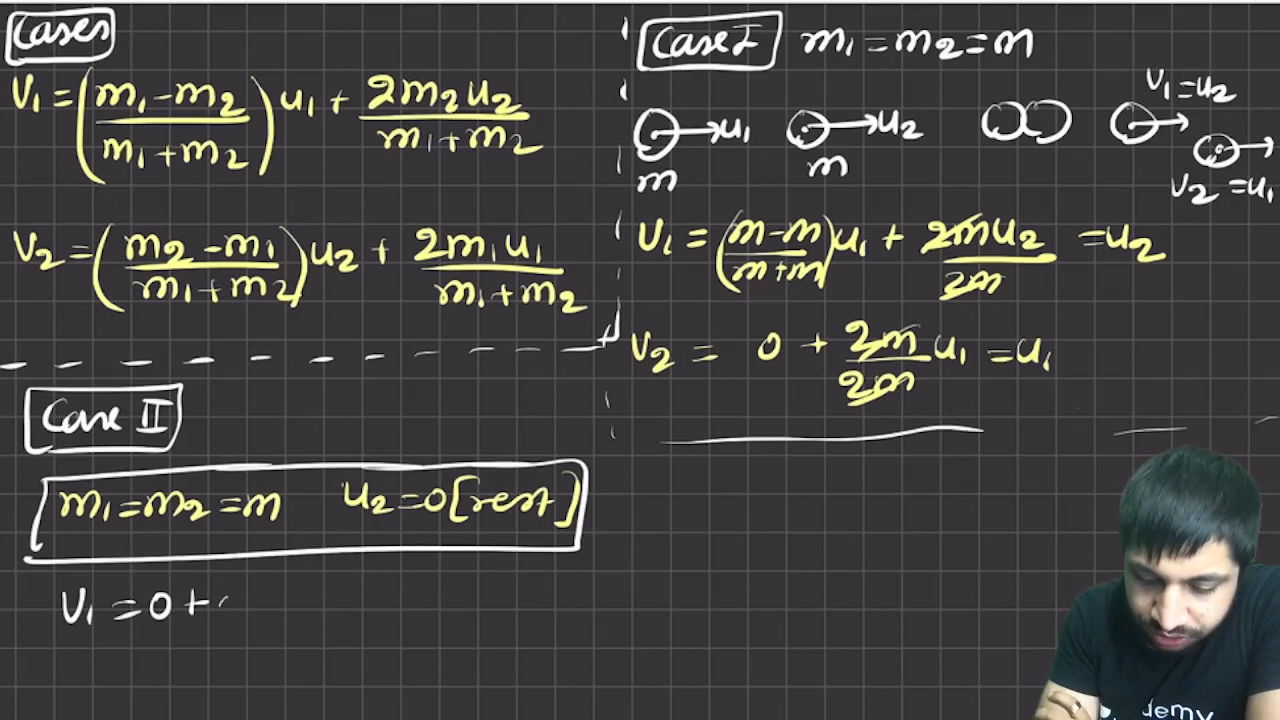 Cases
V₁ = ((m₁-m₂)/(m₁+m₂))u₁ + 2m₂u₂/(m₁+m₂)
V₂ = ((m₂-m₁)/(m₁+m₂))u₂ + 2m₁u₁/(m₁+m₂)
Case II
m₁=m₂=m u₂=0[rest]
V₁ = 0+
Case I m₁=m₂=m
u₁ u₂ V₁=u₂
m m V₂=u₁
V₁ = ((m-m)/(m+m))u₁ + 2mu₂/2m = u₂
V₂ = 0 + 2m/2m u₁ = u₁
demy